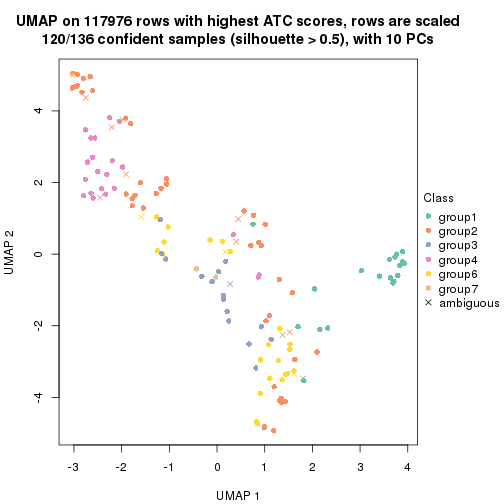 UMAP on 117976 rows with highest ATC scores, rows are scaled
120/136 confident samples (silhouette > 0.5), with 10 PCs
4
2
0
-2
-4
UMAP 2
-3
-2
-1
0
1
2
3
4
UMAP 1
Class
group1
group2
group3
group4
group6
group7
ambiguous